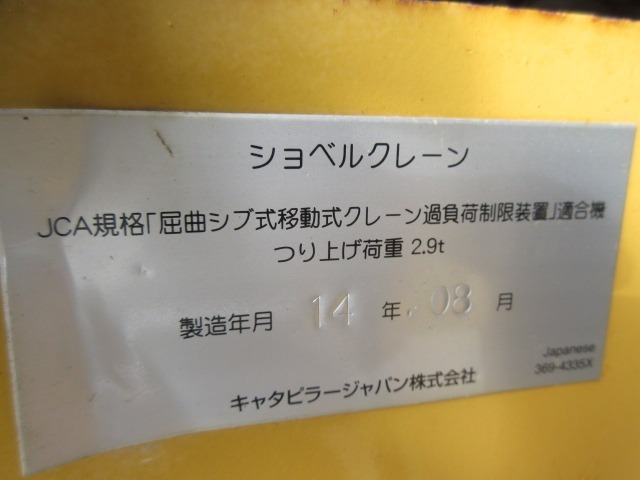 ショベルクレーン
JCA規格「屈曲ジブ式移動式クレーン過負荷制限装置」適合機
つり上げ荷重 2.9t
製造年月 14 年 08 月
Japanese
369-4335X
キャタピラージャパン株式会社